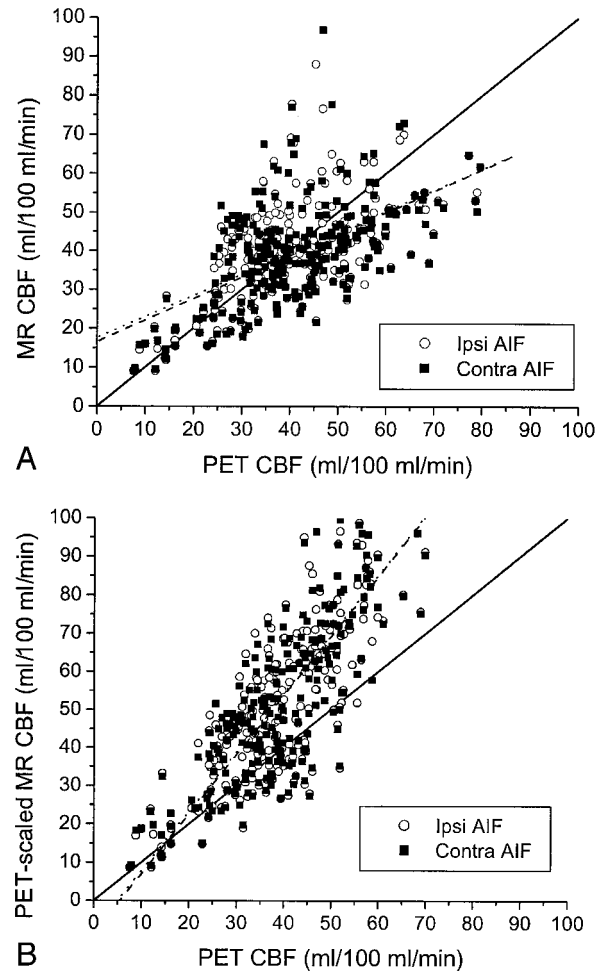 100
90
80
70
60
50
40
30
20
10
0
MR CBF (ml/100 ml/min)
Ipsi AIF
Contra AIF
0 10 20 30 40 50 60 70 80 90 100
A
PET CBF (ml/100 ml/min)
100
90
80
70
60
50
40
30
20
10
0
PET-scaled MR CBF (ml/100 ml/min)
Ipsi AIF
Contra AIF
0 10 20 30 40 50 60 70 80 90 100
B
PET CBF (ml/100 ml/min)